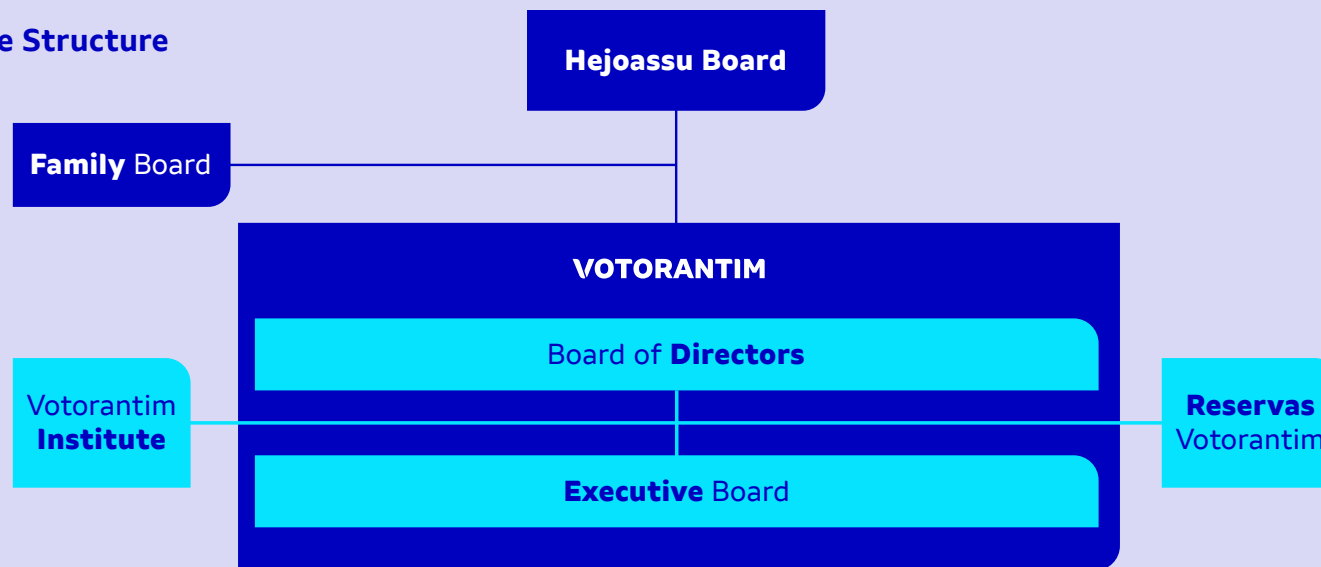 e Structure
Hejoassu Board
Family Board
VOTORANTIM
Board of Directors
Votorantim
Institute
Reservas
Votorantim
Executive Board